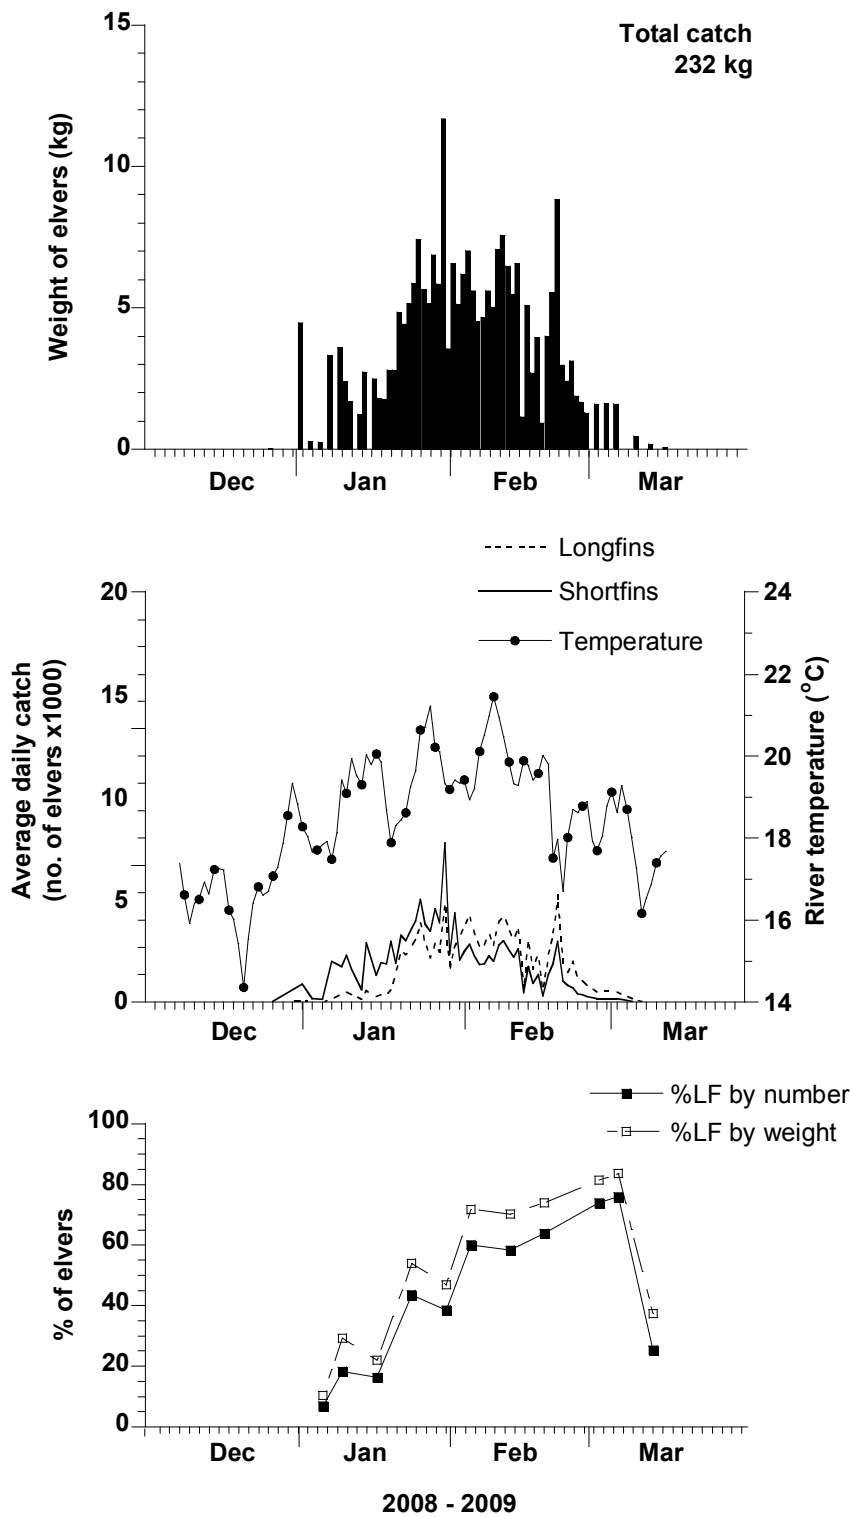 Total catch
232 kg
Weight of elvers (kg)
15
10
5
0
Dec Jan Feb Mar
Longfins
Shortfins
Temperature
Average daily catch
(no. of elvers x1000)
20
15
10
5
0
River temperature (°C)
24
22
20
18
16
14
Dec Jan Feb Mar
%LF by number
%LF by weight
% of elvers
100
80
60
40
20
0
Dec Jan Feb Mar
2008 - 2009